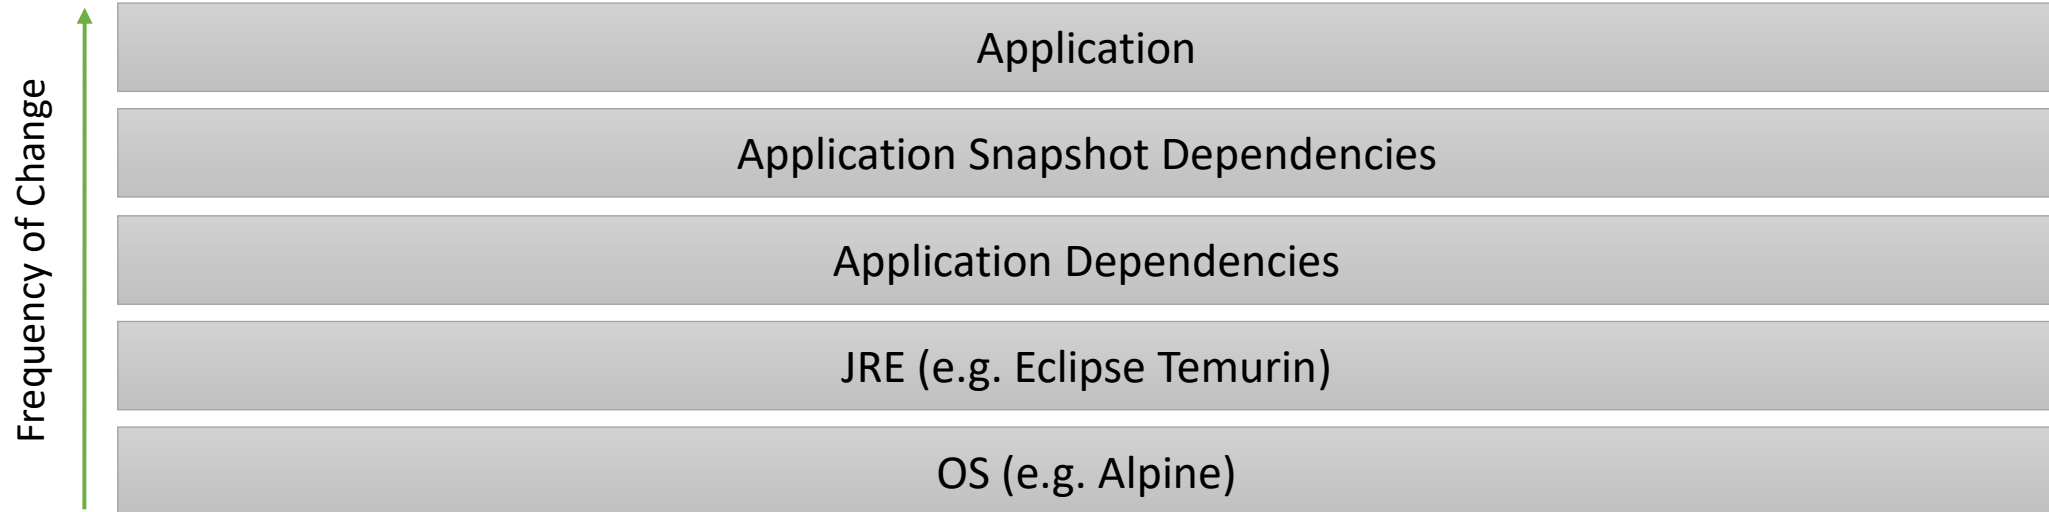 Frequency of Change
Application
Application Snapshot Dependencies
Application Dependencies
JRE (e.g. Eclipse Temurin)
OS (e.g. Alpine)